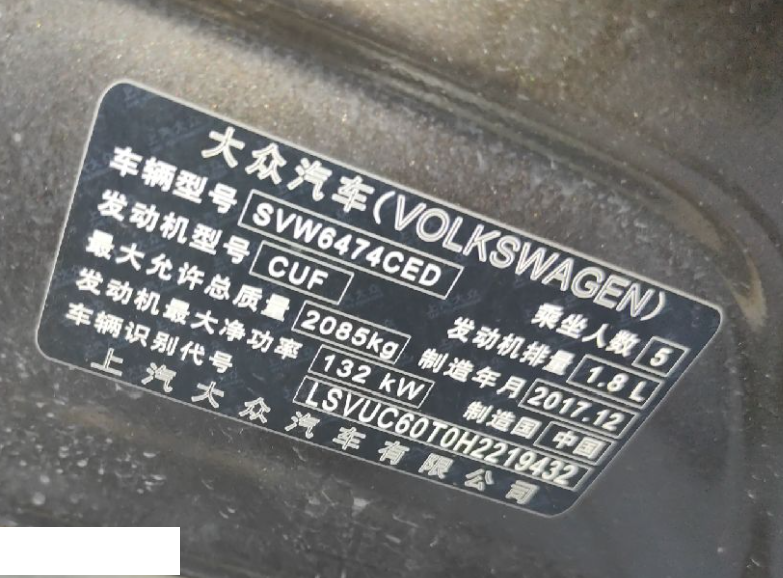 大众汽车(VOLKSWAGEN)
车辆型号 SVW6474CED 乘坐人数 5
发动机型号 CUF 发动机排量 1.8 L
最大允许总质量 2085kg 制造年月 2017.12
发动机最大净功率 132 kW 制造国 中国
车辆识别代号 LSVUC60T0H2219432
上汽大众汽车有限公司